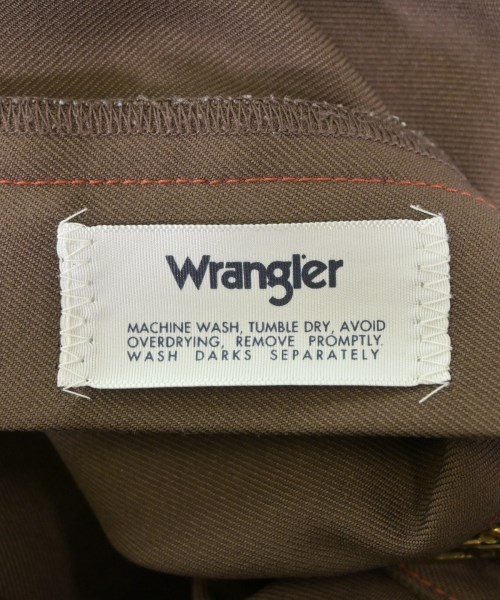 Wrangler
MACHINE WASH, TUMBLE DRY, AVOID
OVERDRYING, REMOVE PROMPTLY.
WASH DARKS SEPARATELY